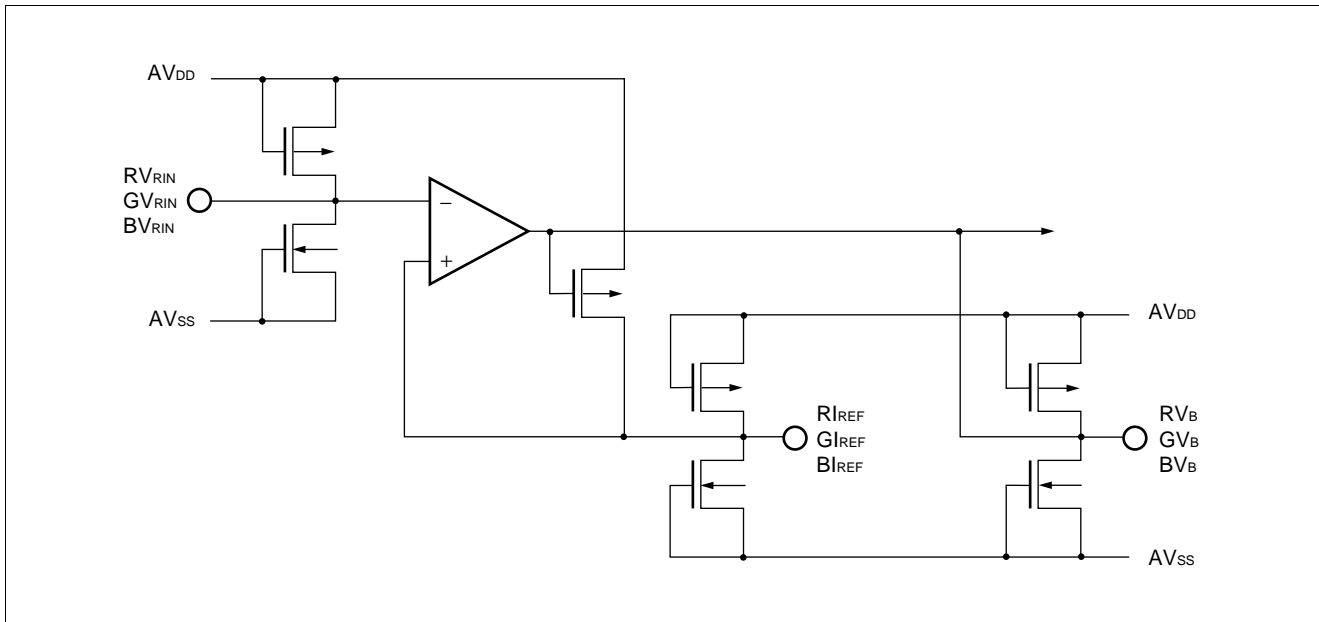 AVDD
RVRIN
GVRIN
BVRIN
AVSS
−
+
AVDD
RIREF
GIREF
BIREF
RVB
GVB
BVB
AVSS